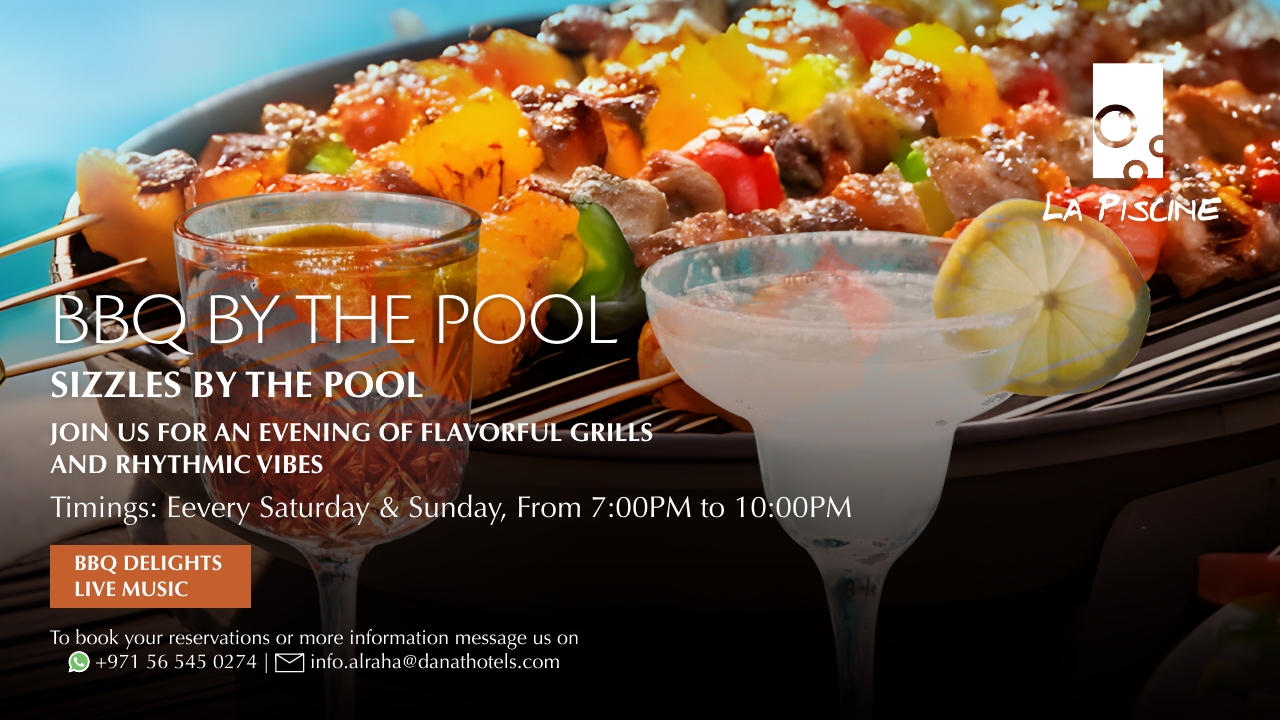 LA PISCINE
BBQ BY THE POOL
SIZZLES BY THE POOL
JOIN US FOR AN EVENING OF FLAVORFUL GRILLS
AND RHYTHMIC VIBES
Timings: Eevery Saturday & Sunday, From 7:00PM to 10:00PM
BBQ DELIGHTS
LIVE MUSIC
To book your reservations or more information message us on
+971 56 545 0274 | info.alraha@danathotels.com